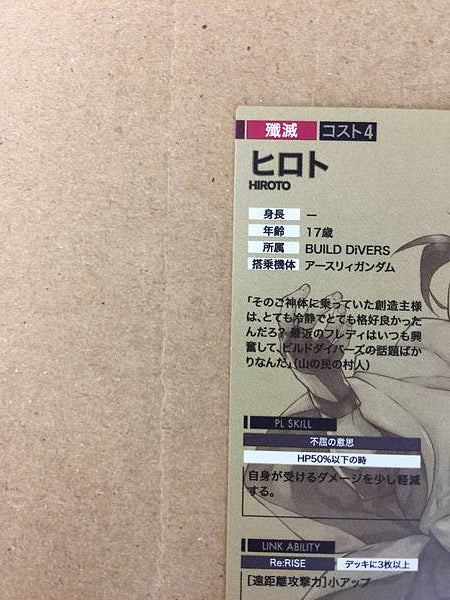 殲滅 コスト4
ヒロト
HIROTO
身長 ー
年齢 17歳
所属 BUILD DiVERS
搭乗機体 アースリィガンダム
「そのご神体に乗っていた創造主様
は、とても冷静でとても格好良かった
んだろ? 最近のフレディはいつも興
奮して、ビルドダイバーズの話題ばか
りなんだ」(山の民の村人)
PL SKILL
不屈の意思
HP50%以下の時
自身が受けるダメージを少し軽減
する。
LINK ABILITY
Re:RISE デッキに3枚以上
[遠距離攻撃力]小アップ